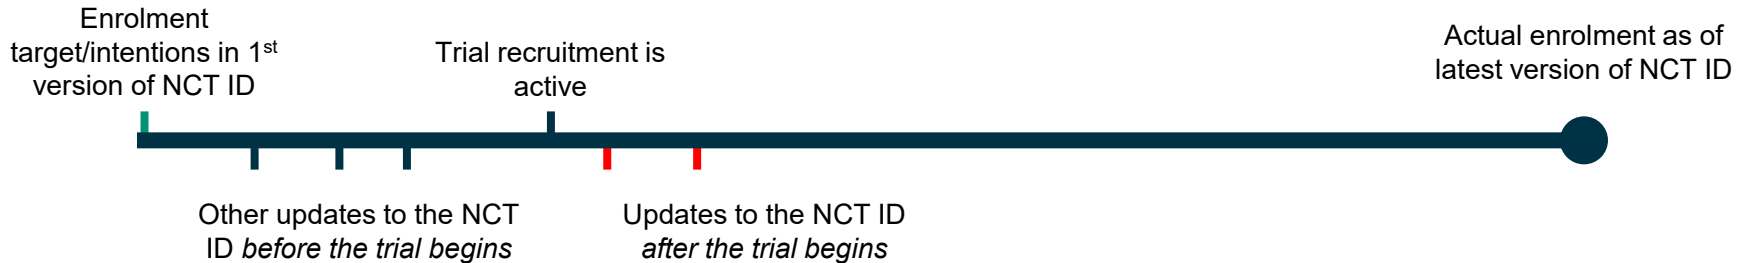 Enrolment
target/intentions in 1st
version of NCT ID
Trial recruitment is
active
Actual enrolment as of
latest version of NCT ID
Other updates to the NCT
ID before the trial begins
Updates to the NCT ID
after the trial begins